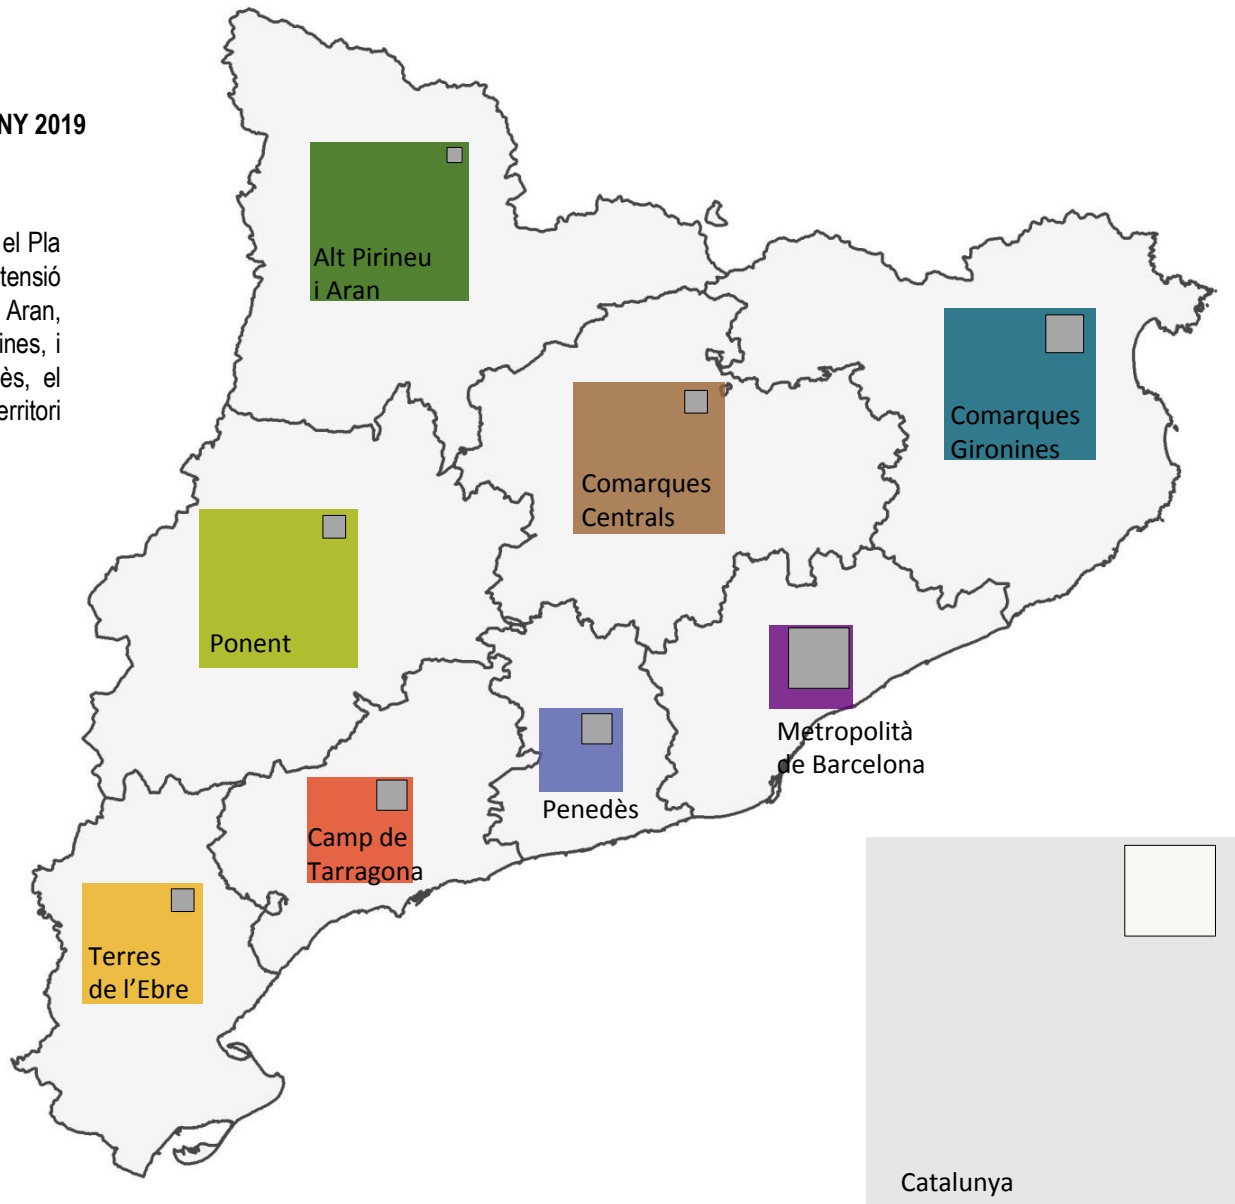 NY 2019
el Pla
tensió
Aran,
ines, i
ès, el
erritori
Alt Pirineu
i Aran
Comarques
Gironines
Comarques
Centrals
Ponent
Metropolità
de Barcelona
Penedès
Camp de
Tarragona
Terres
de l’Ebre
Catalunya